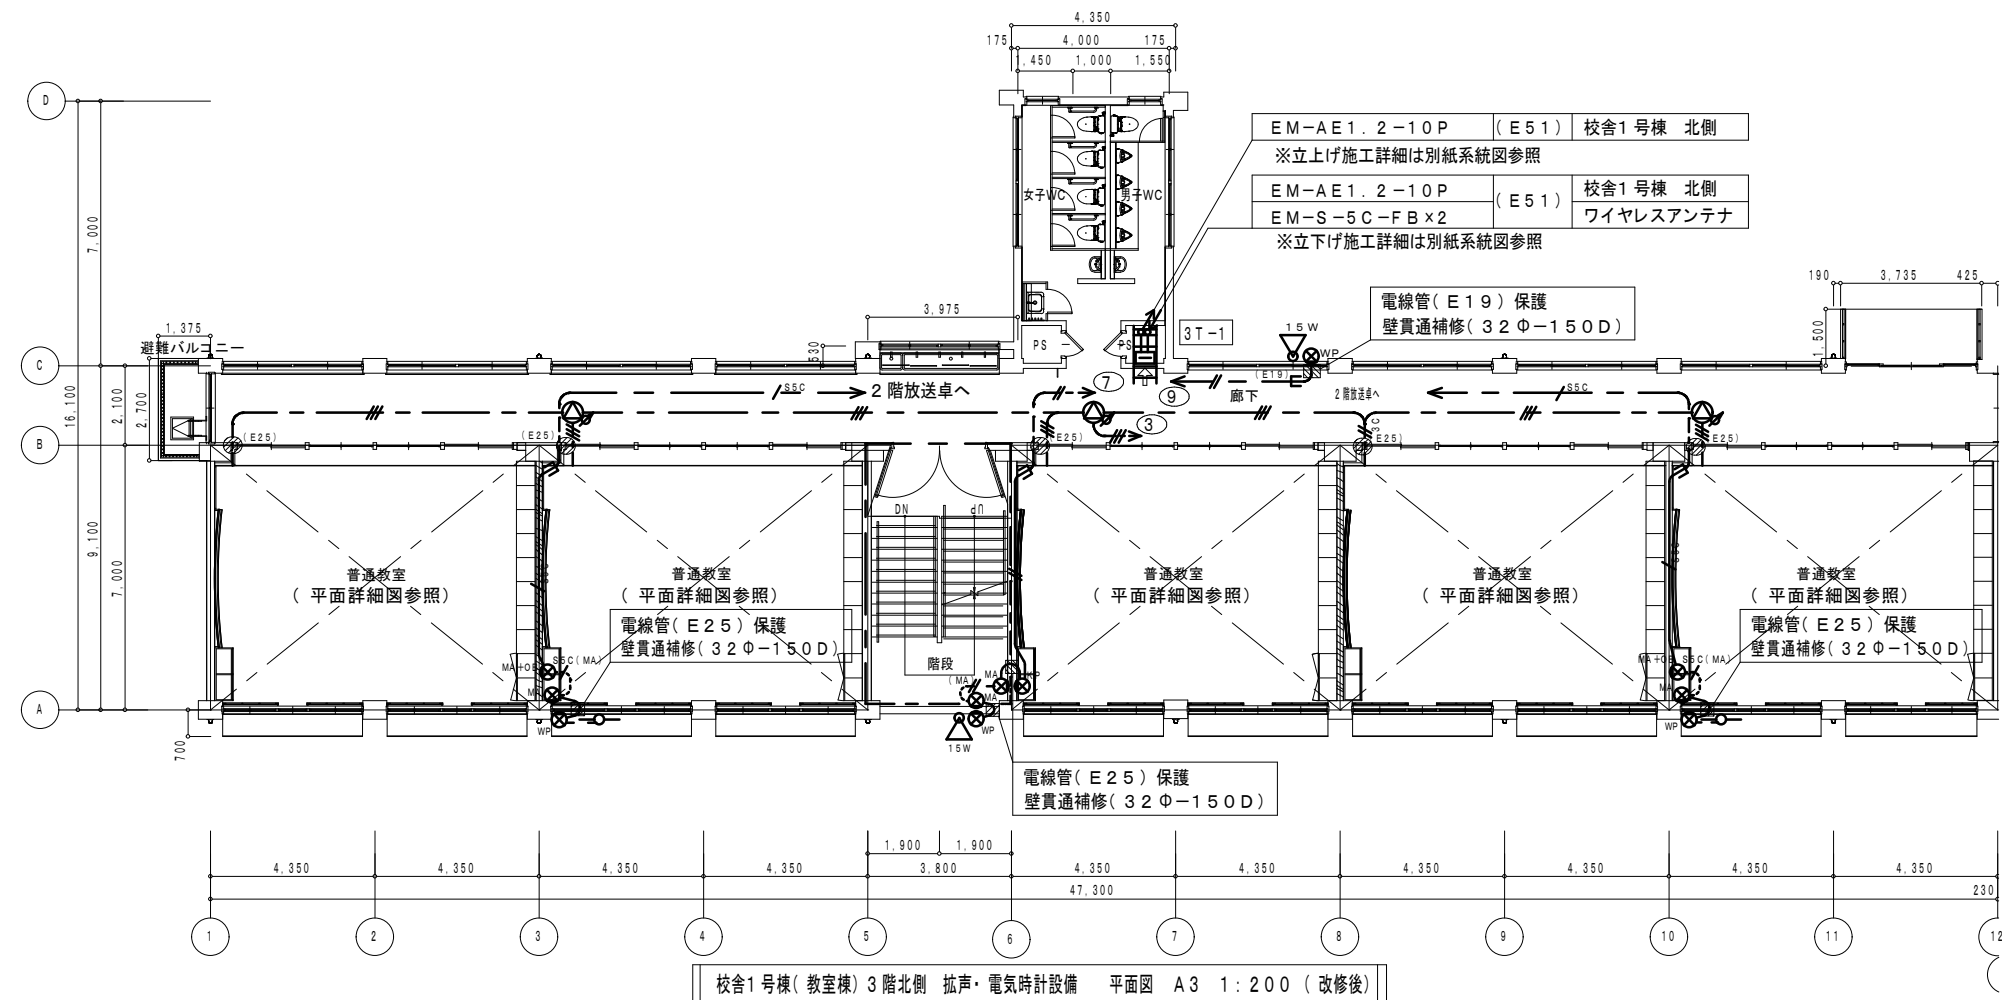 4,350
175 4,000 175
1,450 1,000 1,550
D
EM-AE1.2-10P (E51) 校舎1号棟 北側
※立上げ施工詳細は別紙系統図参照
EM-AE1.2-10P (E51) 校舎1号棟 北側
EM-S-5C-FB×2 ワイヤレスアンテナ
※立下げ施工詳細は別紙系統図参照
女子WC 男子WC
7,000
190 3,735 425
1,500
電線管(E19)保護
壁貫通補修(32Φ-150D)
3T-1
15W
WP
1,375
3,975
530
避難バルコニー
PS PS
C
16,100
2,100
2,700
S5C
2階放送卓へ
⑦
⑨
(E19)
廊下
2階放送卓へ
S5C
③
3C
B
(E25) (E25) E25) E25) E25)
DN UP
9,100
7,000
普通教室 普通教室 普通教室 普通教室 普通教室
(平面詳細図参照) (平面詳細図参照) (平面詳細図参照) (平面詳細図参照) (平面詳細図参照)
電線管(E25)保護
壁貫通補修(32Φ-150D)
電線管(E25)保護
壁貫通補修(32Φ-150D)
階段
S5C(MA)
MA
(MA)
MA
MA
S5C(MA)
MA
A
700
WP
15W
WP
WP
電線管(E25)保護
壁貫通補修(32Φ-150D)
1,900 1,900
4,350 4,350 4,350 4,350 3,800 4,350 4,350 4,350 4,350 4,350 4,350
47,300 230
1 2 3 4 5 6 7 8 9 10 11 12
校舎1号棟(教室棟)3階北側 拡声・電気時計設備 平面図 A3 1:200 (改修後)